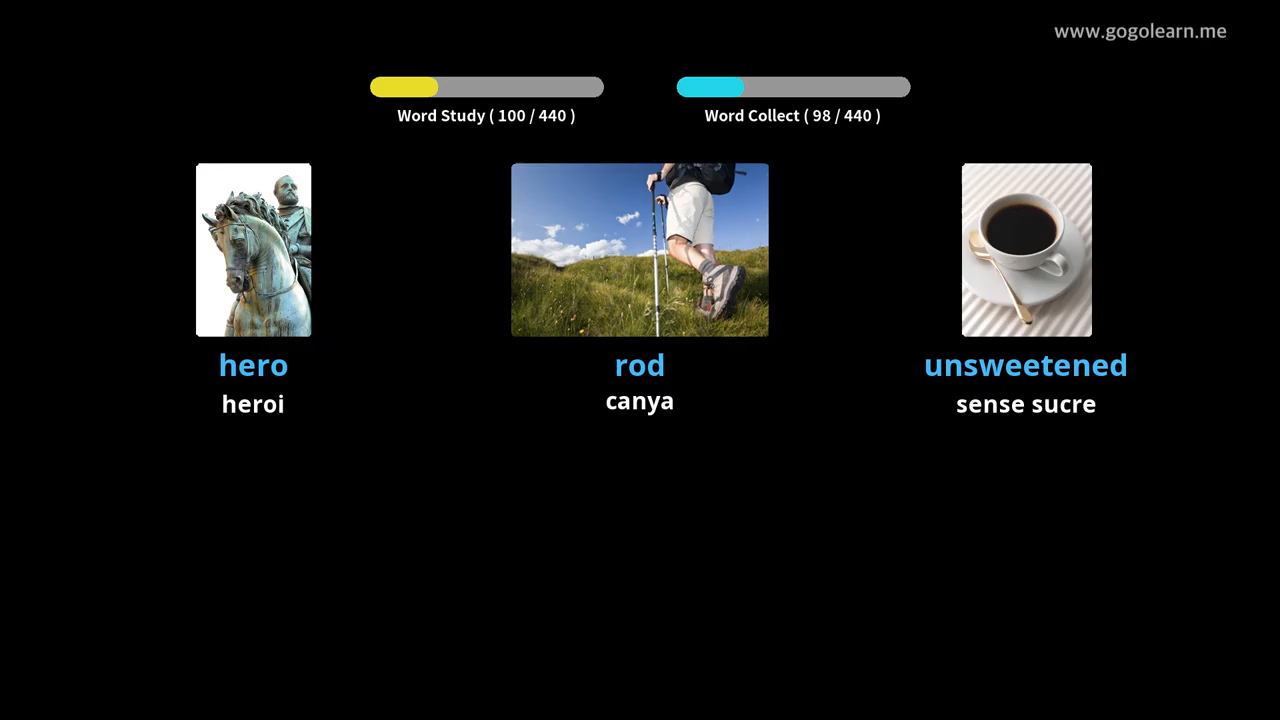 www.gogolearn.me
Word Study ( 100 / 440 )
Word Collect ( 98 / 440 )
hero
rod
unsweetened
heroi
canya
sense sucre